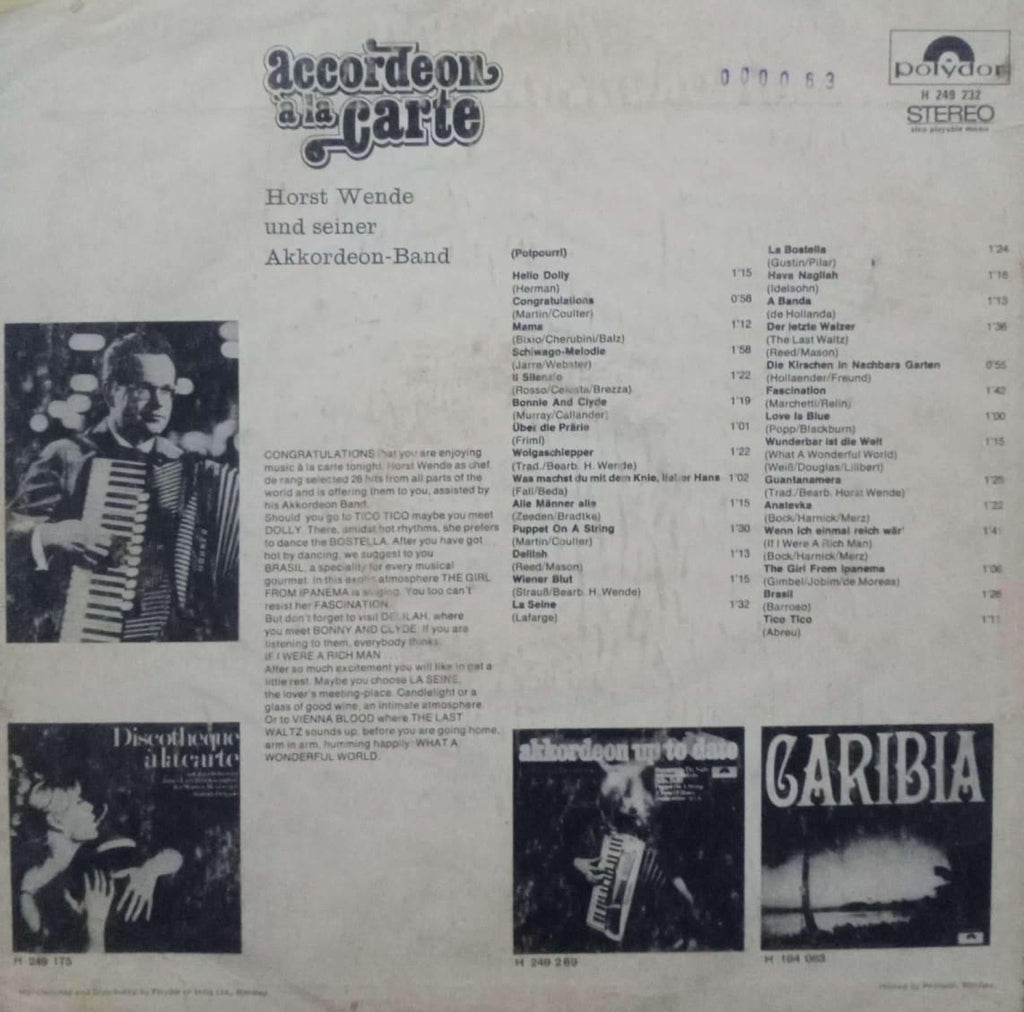 accordeon
à la carte
000063
polydor
H 249 732
STEREO
also playable mono
Horst Wende
und seiner
Akkordeon-Band
CONGRATULATIONS that you are enjoying
music à la carte tonight. Horst Wende as chef
de rang selected 28 hits from all parts of the
world and is offering them to you, assisted by
his Akkordeon Band.
Should you go to TICO TICO maybe you meet
DOLLY. There, amidst hot rhythms, she prefers
to dance the BOSTELLA. After you have got
hot by dancing, we suggest to you
BRASIL, a speciality for every musical
gourmet. In this exotic atmosphere THE GIRL
FROM IPANEMA is singing. You too can't
resist her FASCINATION.
But don't forget to visit DELILAH, where
you meet BONNY AND CLYDE. If you are
listening to them, everybody thinks:
IF I WERE A RICH MAN . . .
After so much excitement you will like to get a
little rest. Maybe you choose LA SEINE,
the lover's meeting-place. Candlelight or a
glass of good wine, an intimate atmosphere.
Or to VIENNA BLOOD where THE LAST
WALTZ sounds up, before you are going home,
arm in arm, humming happily: WHAT A
WONDERFUL WORLD.
(Potpourri)
Hello Dolly 1'15
(Herman)
Congratulations 0'58
(Martin/Coulter)
Mama 1'12
(Bixio/Cherubini/Balz)
Schiwago-Melodie 1'58
(Jarre/Webster)
Il Silenzio 1'22
(Rosso/Celeste/Brezza)
Bonnie And Clyde 1'19
(Murray/Callander)
Über die Prärie 1'01
(Friml)
Wolgaschlepper 1'22
(Trad./Bearb. H. Wende)
Was machst du mit dem Knie, lieber Hans 1'02
(Fall/Beda)
Alle Männer alle 1'15
(Zeeden/Bradtke)
Puppet On A String 1'30
(Martin/Coulter)
Delilah 1'13
(Reed/Mason)
Wiener Blut 1'15
(Strauß/Bearb. H. Wende)
La Seine 1'32
(Lafarge)
La Bostella 1'24
(Gustin/Pilar)
Hava Nagilah 1'16
(Idelsohn)
A Banda 1'13
(de Hollanda)
Der letzte Walzer 1'36
(The Last Waltz)
(Reed/Mason)
Die Kirschen in Nachbars Garten 0'55
(Hollaender/Freund)
Fascination 1'42
(Marchetti/Relin)
Love Is Blue 1'00
(Popp/Blackburn)
Wunderbar ist die Welt 1'15
(What A Wonderful World)
(Weiß/Douglas/Lilibert)
Guantanamera 1'25
(Trad./Bearb. Horst Wende)
Anatevka 1'22
(Bock/Harnick/Merz)
Wenn ich einmal reich wär' 1'41
(If I Were A Rich Man)
(Bock/Harnick/Merz)
The Girl From Ipanema 1'06
(Gimbel/Jobim/de Moreas)
Brasil 1'26
(Barroso)
Tico Tico 1'11
(Abreu)
Discotheque
à la carte
H 249 175
akkordeon up to date
H 249 269
CARIBIA
H 184 063
Manufactured and Distributed by Polydor of India Ltd., Bombay